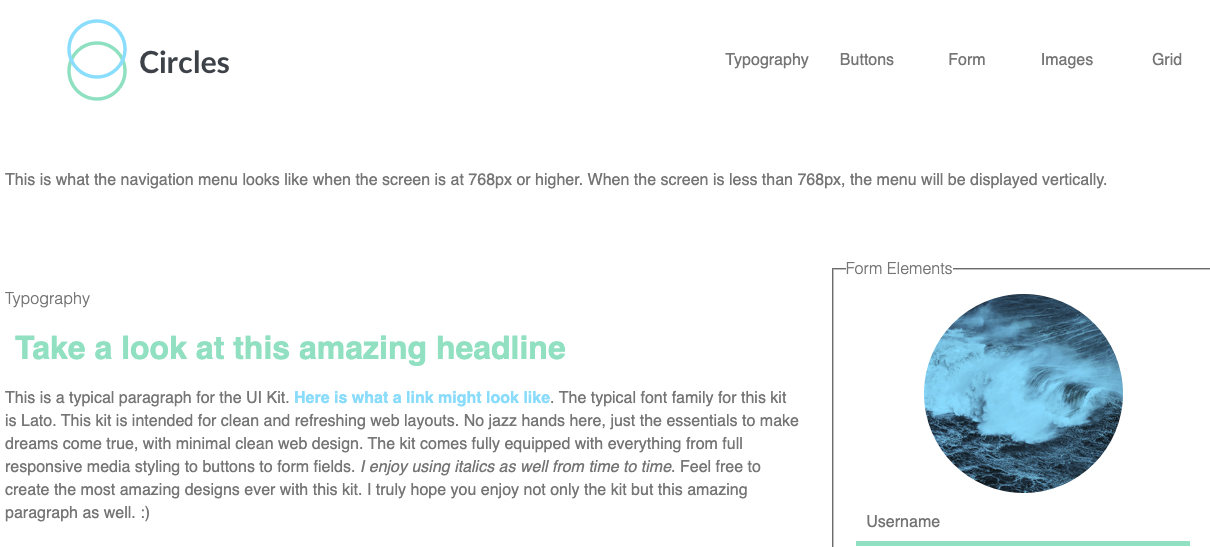 Circles
Typography Buttons Form Images Grid
This is what the navigation menu looks like when the screen is at 768px or higher. When the screen is less than 768px, the menu will be displayed vertically.
Typography
Take a look at this amazing headline
This is a typical paragraph for the UI Kit. Here is what a link might look like. The typical font family for this kit
is Lato. This kit is intended for clean and refreshing web layouts. No jazz hands here, just the essentials to make
dreams come true, with minimal clean web design. The kit comes fully equipped with everything from full
responsive media styling to buttons to form fields. I enjoy using italics as well from time to time. Feel free to
create the most amazing designs ever with this kit. I truly hope you enjoy not only the kit but this amazing
paragraph as well. :)
Form Elements
Username